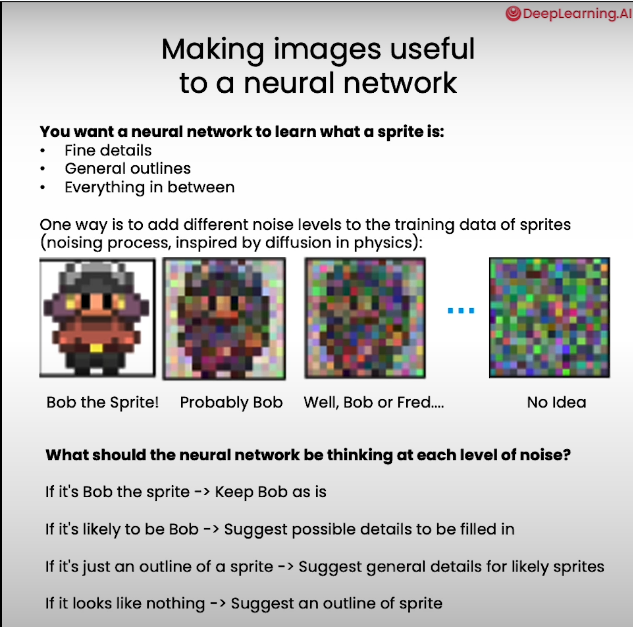 DeepLearning.AI
Making images useful
to a neural network
You want a neural network to learn what a sprite is:
• Fine details
• General outlines
• Everything in between
One way is to add different noise levels to the training data of sprites
(noising process, inspired by diffusion in physics):
...
Bob the Sprite! Probably Bob Well, Bob or Fred.... No Idea
What should the neural network be thinking at each level of noise?
If it's Bob the sprite -> Keep Bob as is
If it's likely to be Bob -> Suggest possible details to be filled in
If it's just an outline of a sprite -> Suggest general details for likely sprites
If it looks like nothing -> Suggest an outline of sprite